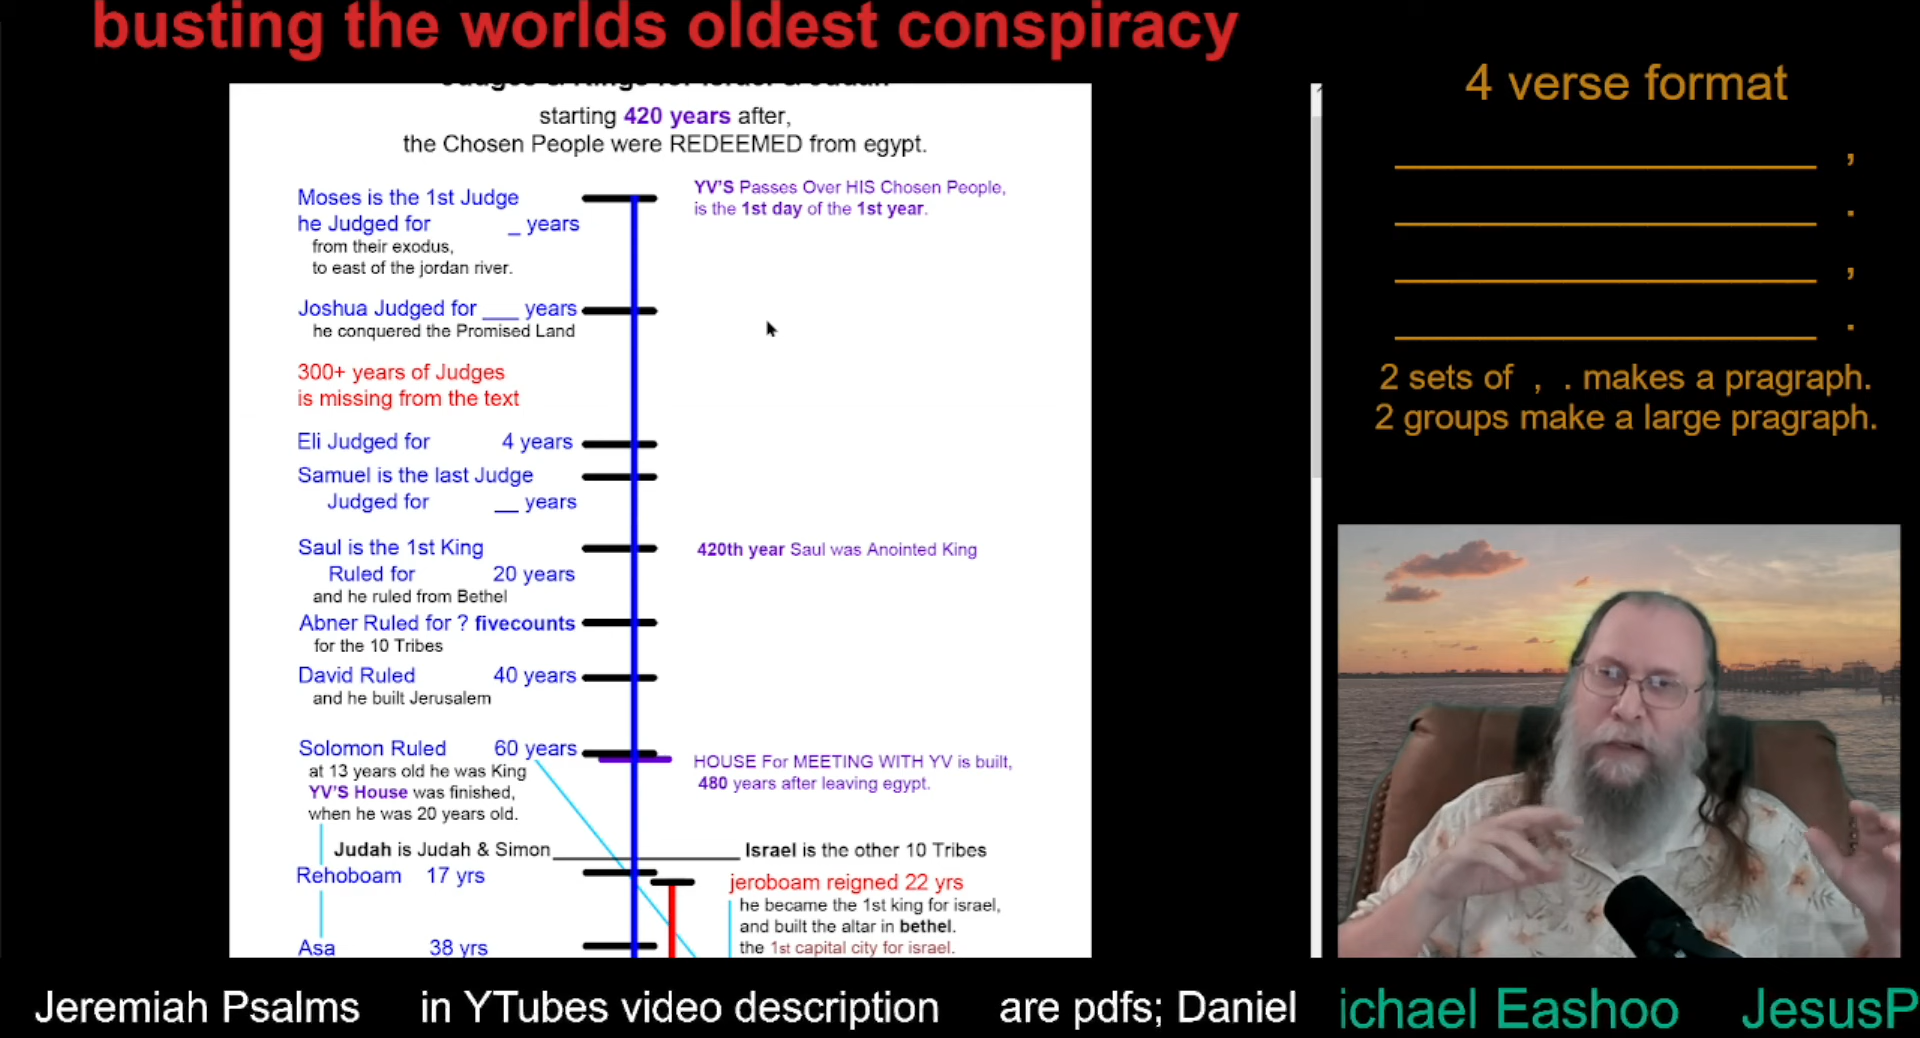 busting the worlds oldest conspiracy
Judges & Kings for Israel & Judah
starting 420 years after,
the Chosen People were REDEEMED from egypt.
Moses is the 1st Judge
he Judged for _ years
from their exodus,
to east of the jordan river.
YV'S Passes Over HIS Chosen People,
is the 1st day of the 1st year.
Joshua Judged for ___ years
he conquered the Promised Land
300+ years of Judges
is missing from the text
Eli Judged for 4 years
Samuel is the last Judge
Judged for __ years
Saul is the 1st King
Ruled for 20 years
and he ruled from Bethel
420th year Saul was Anointed King
Abner Ruled for ? fivecounts
for the 10 Tribes
David Ruled 40 years
and he built Jerusalem
Solomon Ruled 60 years
at 13 years old he was King
YV'S House was finished,
when he was 20 years old.
HOUSE For MEETING WITH YV is built,
480 years after leaving egypt.
Judah is Judah & Simon
Israel is the other 10 Tribes
Rehoboam 17 yrs
jeroboam reigned 22 yrs
he became the 1st king for israel,
and built the altar in bethel.
the 1st capital city for israel.
Asa 38 yrs
4 verse format
____________________ ,
____________________ .
____________________ ,
____________________ .
2 sets of , . makes a pragraph.
2 groups make a large pragraph.
Jeremiah Psalms in YTubes video description are pdfs; Daniel
ichael Eashoo JesusP